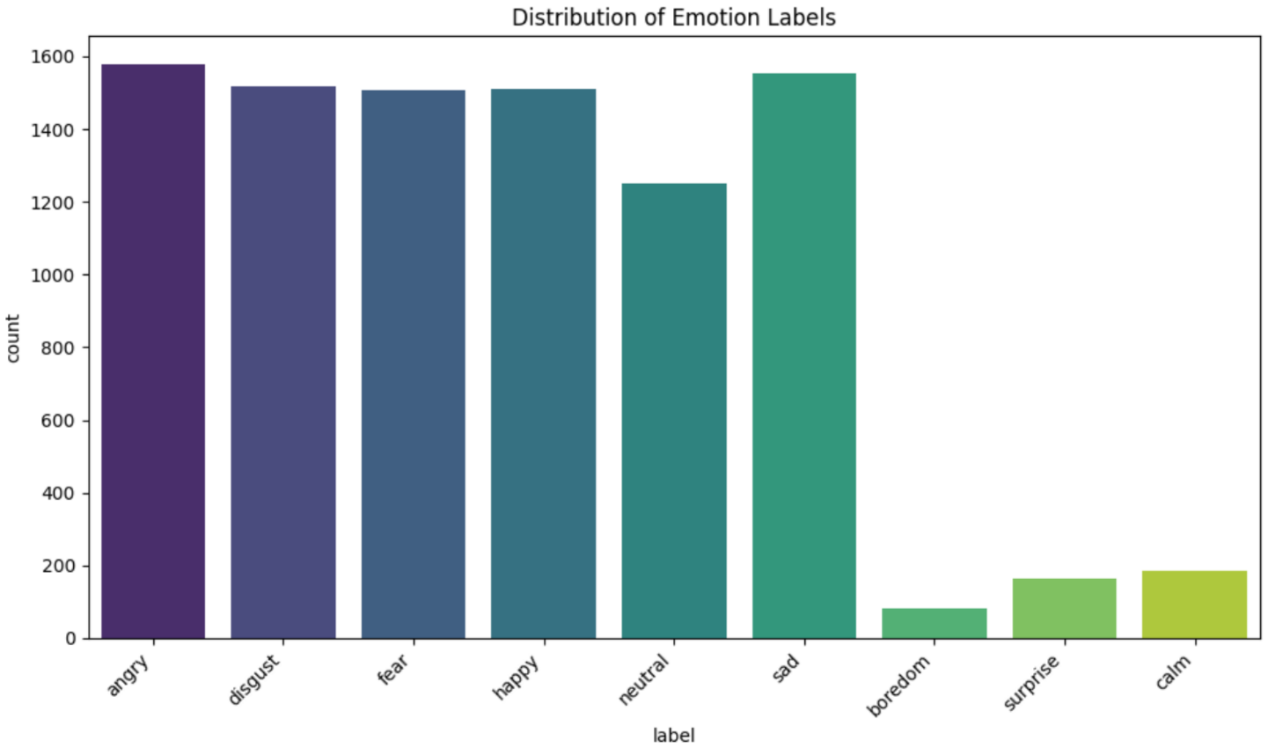 Distribution of Emotion Labels
1600
1400
1200
1000
800
600
400
200
0
count
angry
disgust
fear
happy
neutral
sad
boredom
surprise
calm
label